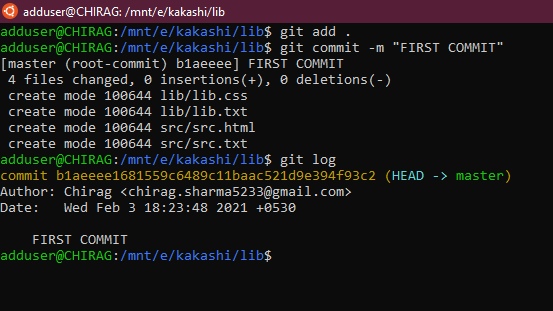 adduser@CHIRAG: /mnt/e/kakashi/lib
adduser@CHIRAG:/mnt/e/kakashi/lib$ git add .
adduser@CHIRAG:/mnt/e/kakashi/lib$ git commit -m "FIRST COMMIT"
[master (root-commit) b1aeeee] FIRST COMMIT
 4 files changed, 0 insertions(+), 0 deletions(-)
 create mode 100644 lib/lib.css
 create mode 100644 lib/lib.txt
 create mode 100644 src/src.html
 create mode 100644 src/src.txt
adduser@CHIRAG:/mnt/e/kakashi/lib$ git log
commit b1aeeee1681559c6489c11baac521d9e394f93c2 (HEAD -> master)
Author: Chirag <chirag.sharma5233@gmail.com>
Date:   Wed Feb 3 18:23:48 2021 +0530
    FIRST COMMIT
adduser@CHIRAG:/mnt/e/kakashi/lib$